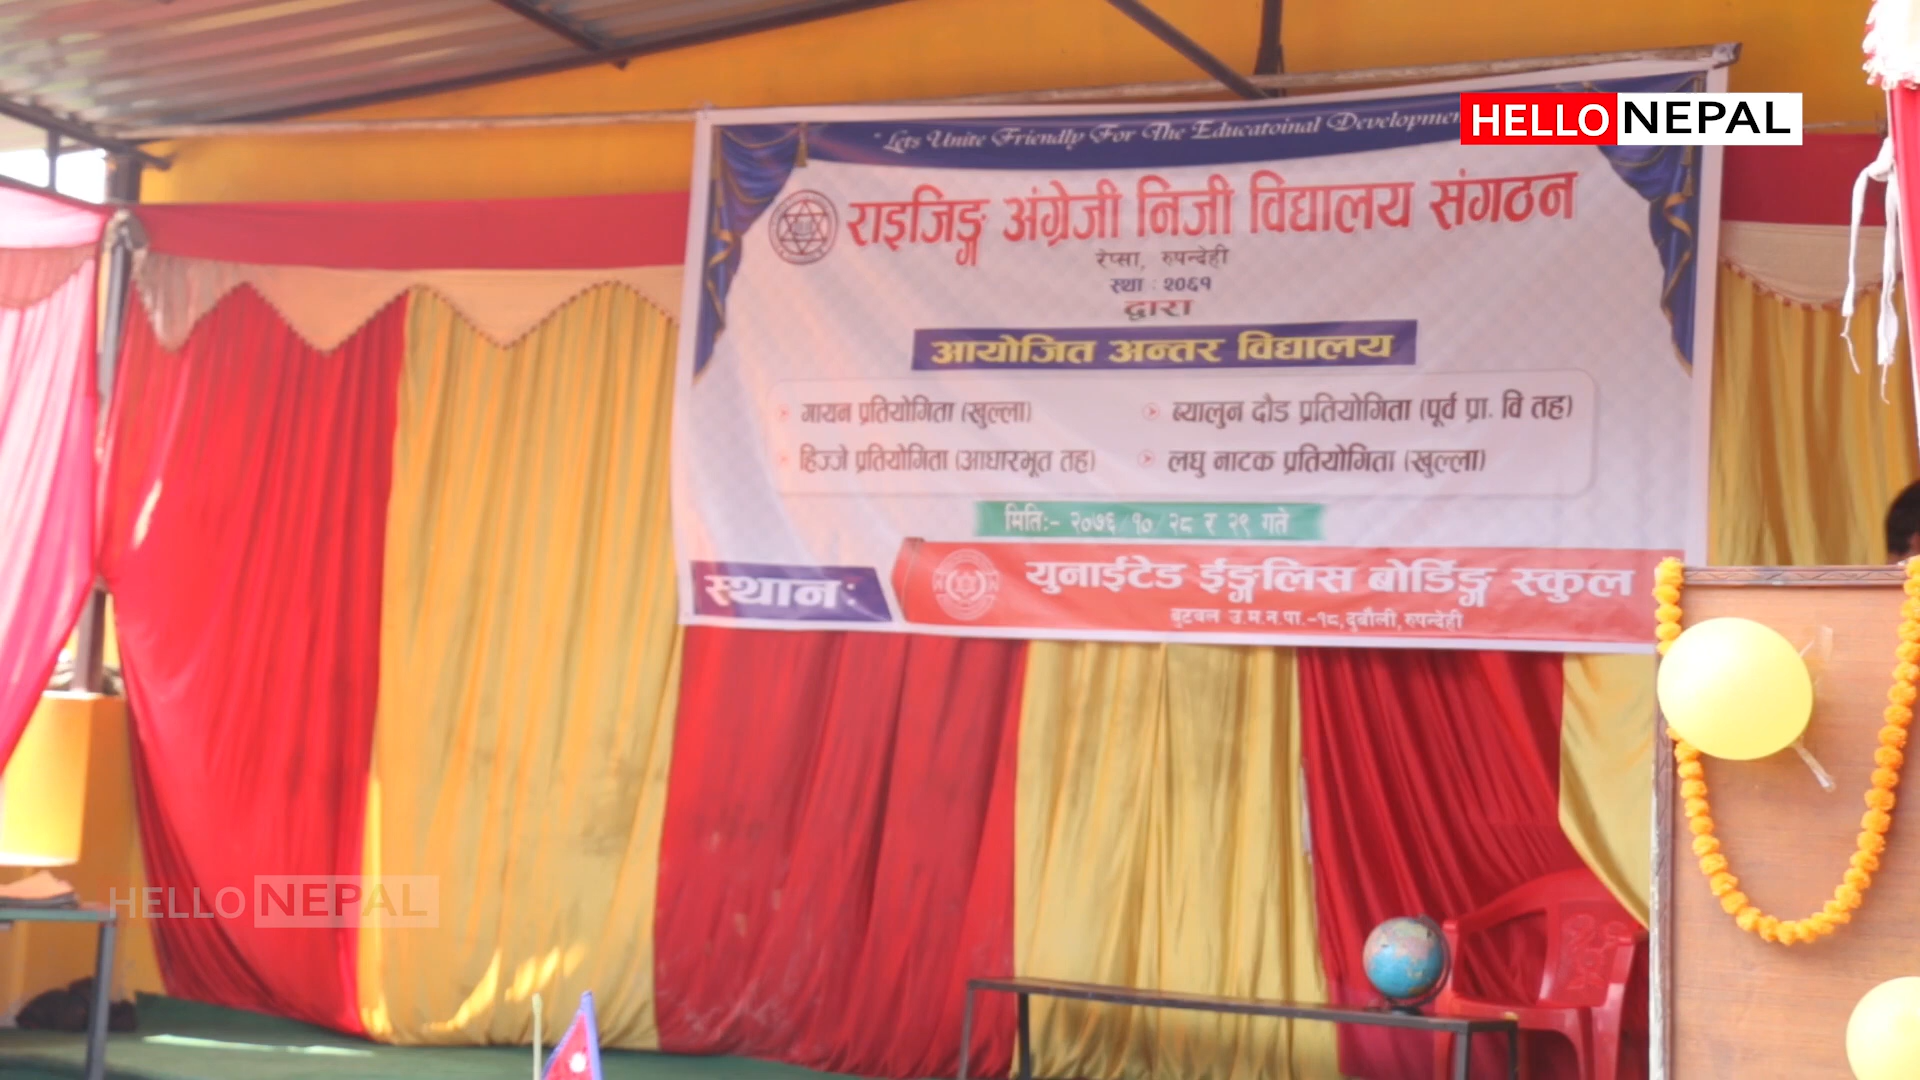 HELLO NEPAL
"Lets Unite Friendly For The Educatoinal Developmen
राइजिङ्ग अंग्रेजी निजी विद्यालय संगठन
रेप्सा, रुपन्देही
स्था : २०६१
द्वारा
आयोजित अन्तर विद्यालय
गायन प्रतियोगिता (खुल्ला)
ब्यालुन दौड प्रतियोगिता (पूर्व प्रा. वि तह)
हिज्जे प्रतियोगिता (आधारभूत तह)
लघु नाटक प्रतियोगिता (खुल्ला)
मिति:- २०७६/१०/२८ र २९ गते
स्थान:
युनाईटेड ईङ्गलिस बोर्डिङ्ग स्कुल
बुटवल उ.म.न.पा.-१८, दुबौली, रुपन्देही
HELLO NEPAL